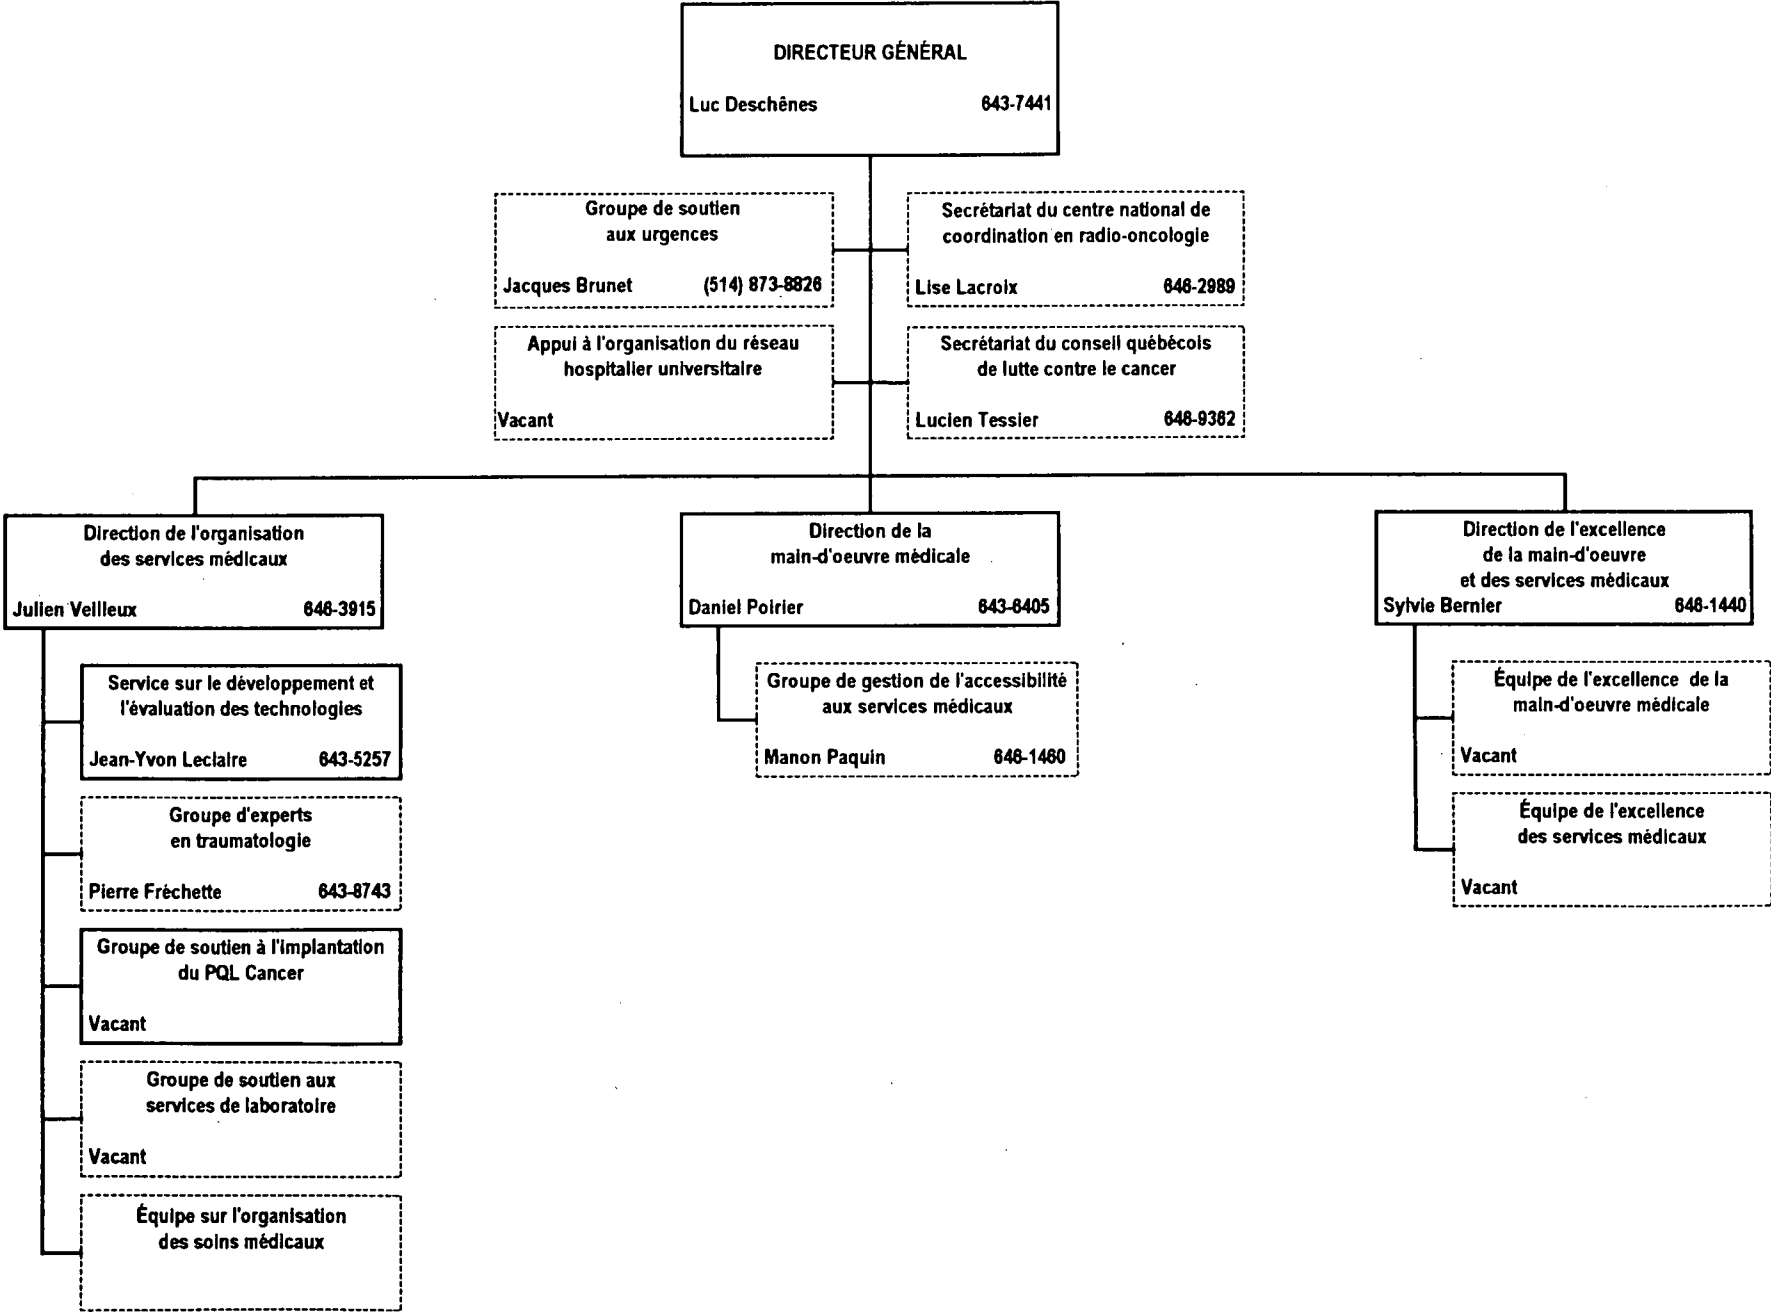 DIRECTEUR GÉNÉRAL
Luc Deschênes 643-7441
Groupe de soutien
aux urgences
Jacques Brunet (514) 873-8826
Secrétariat du centre national de
coordination en radio-oncologie
Lise Lacroix 646-2989
Appui à l'organisation du réseau
hospitalier universitaire
Vacant
Secrétariat du conseil québécois
de lutte contre le cancer
Lucien Tessier 646-9362
Direction de l'organisation
des services médicaux
Julien Veilleux 646-3915
Direction de la
main-d'oeuvre médicale
Daniel Poirier 643-6405
Direction de l'excellence
de la main-d'oeuvre
et des services médicaux
Sylvie Bernier 646-1440
Service sur le développement et
l'évaluation des technologies
Jean-Yvon Leclaire 643-5257
Groupe d'experts
en traumatologie
Pierre Fréchette 643-8743
Groupe de soutien à l'implantation
du PQL Cancer
Vacant
Groupe de soutien aux
services de laboratoire
Vacant
Équipe sur l'organisation
des soins médicaux
Groupe de gestion de l'accessibilité
aux services médicaux
Manon Paquin 646-1460
Équipe de l'excellence de la
main-d'oeuvre médicale
Vacant
Équipe de l'excellence
des services médicaux
Vacant